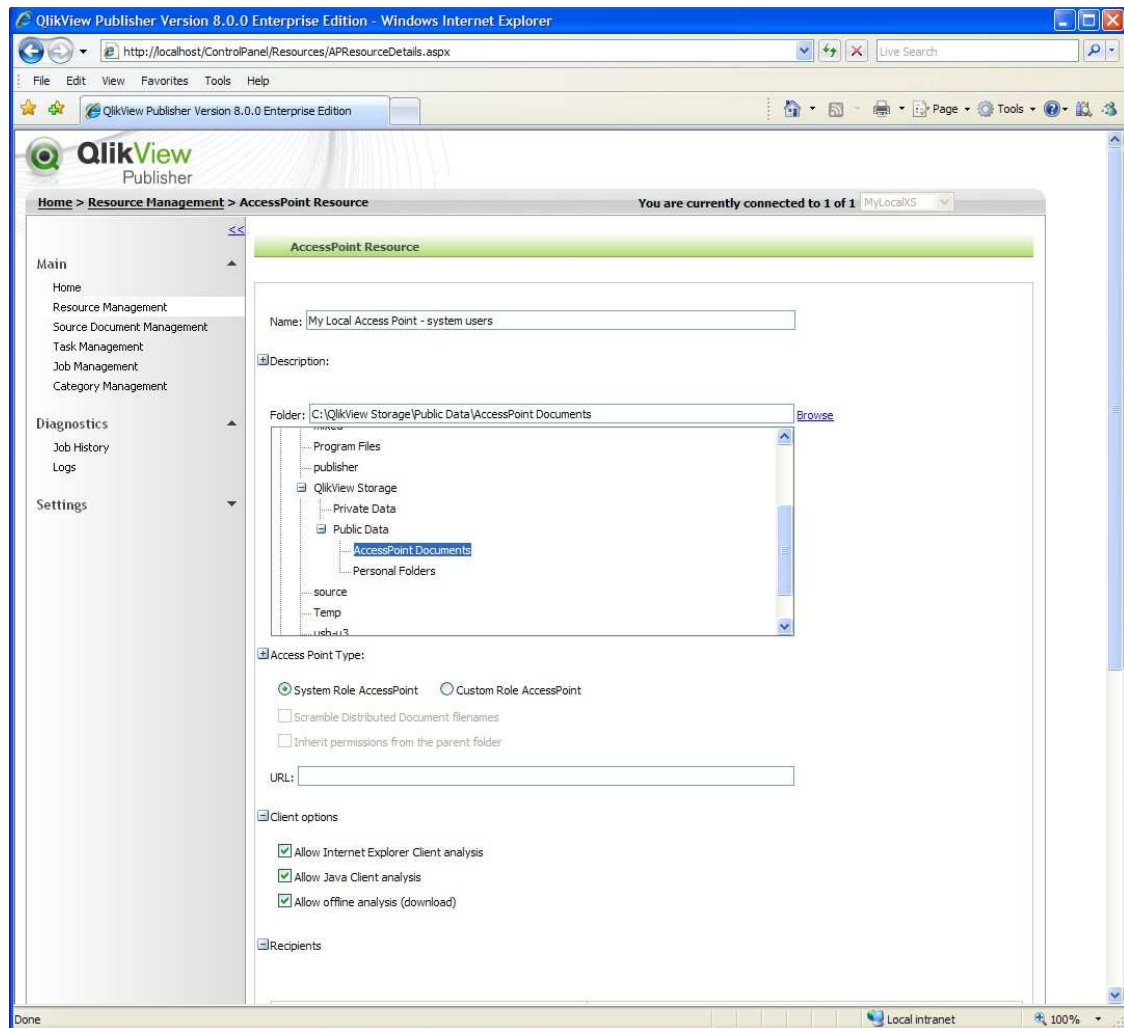 QlikView Publisher Version 8.0.0 Enterprise Edition - Windows Internet Explorer
http://localhost/ControlPanel/Resources/APResourceDetails.aspx
Live Search
File Edit View Favorites Tools Help
QlikView Publisher Version 8.0.0 Enterprise Edition
Page
Tools
QlikView
Publisher
Home > Resource Management > AccessPoint Resource
You are currently connected to 1 of 1 MyLocalXS
<<
AccessPoint Resource
Main
Home
Resource Management
Source Document Management
Task Management
Job Management
Category Management
Diagnostics
Job History
Logs
Settings
Name: My Local Access Point - system users
Description:
Folder: C:\QlikView Storage\Public Data\AccessPoint Documents
Browse
mixed
Program Files
publisher
QlikView Storage
Private Data
Public Data
AccessPoint Documents
Personal Folders
source
Temp
usb-u3
Access Point Type:
System Role AccessPoint Custom Role AccessPoint
Scramble Distributed Document filenames
Inherit permissions from the parent folder
URL:
Client options
Allow Internet Explorer Client analysis
Allow Java Client analysis
Allow offline analysis (download)
Recipients
Done
Local intranet
100%